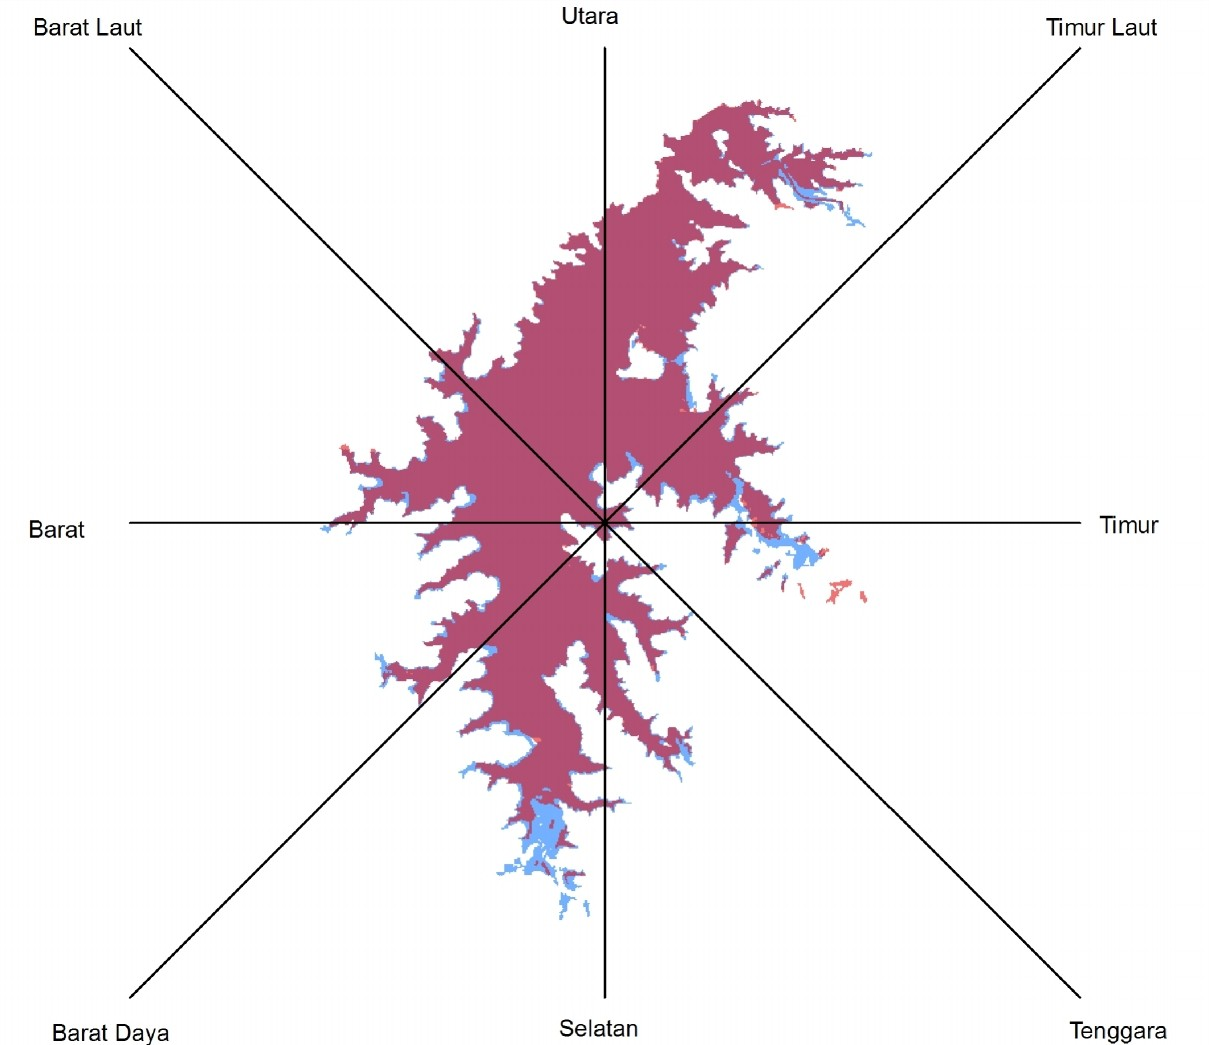 Utara
Barat Laut
Timur Laut
Barat
Timur
Barat Daya
Selatan
Tenggara